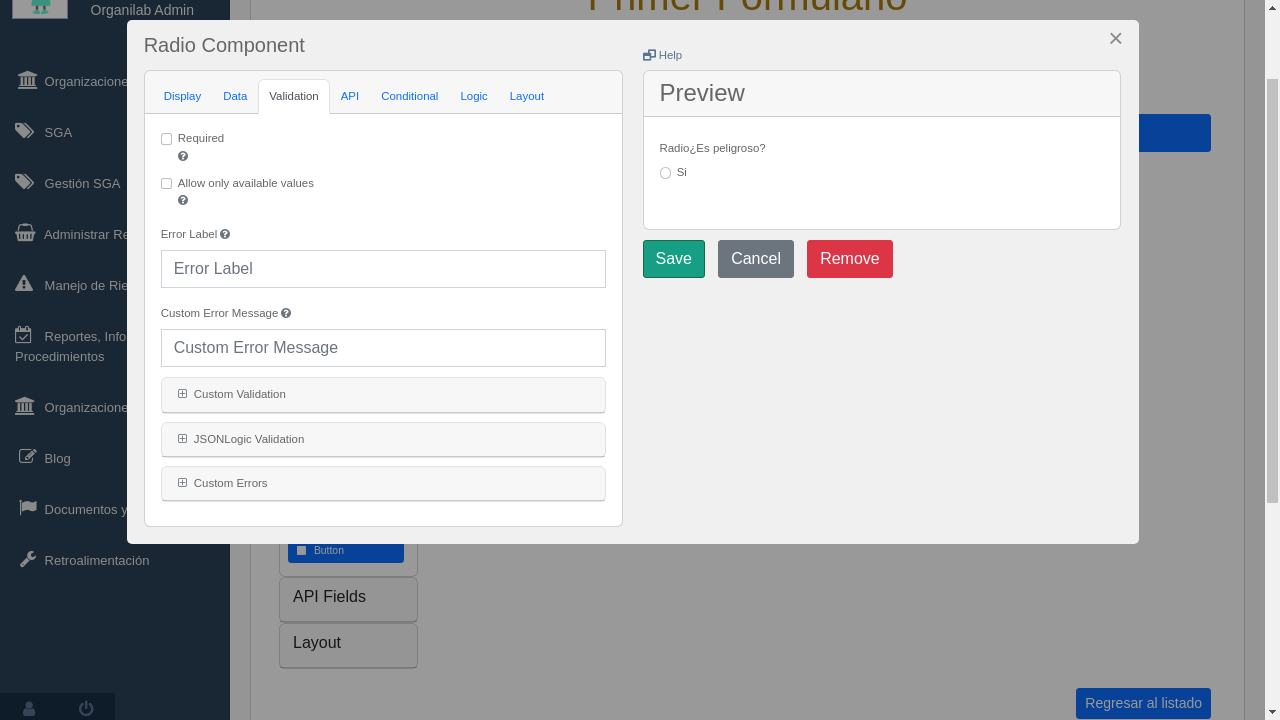 Organilab Admin
Primer Formulario
Organizacione
SGA
Gestión SGA
Administrar Re
Manejo de Rie
Reportes, Info
Procedimientos
Organizacione
Blog
Documentos y
Retroalimentación
Radio Component
×
Help
Display
Data
Validation
API
Conditional
Logic
Layout
Required
Allow only available values
Error Label
Error Label
Custom Error Message
Custom Error Message
Custom Validation
JSONLogic Validation
Custom Errors
Preview
Radio¿Es peligroso?
Si
Save
Cancel
Remove
Button
API Fields
Layout
Regresar al listado